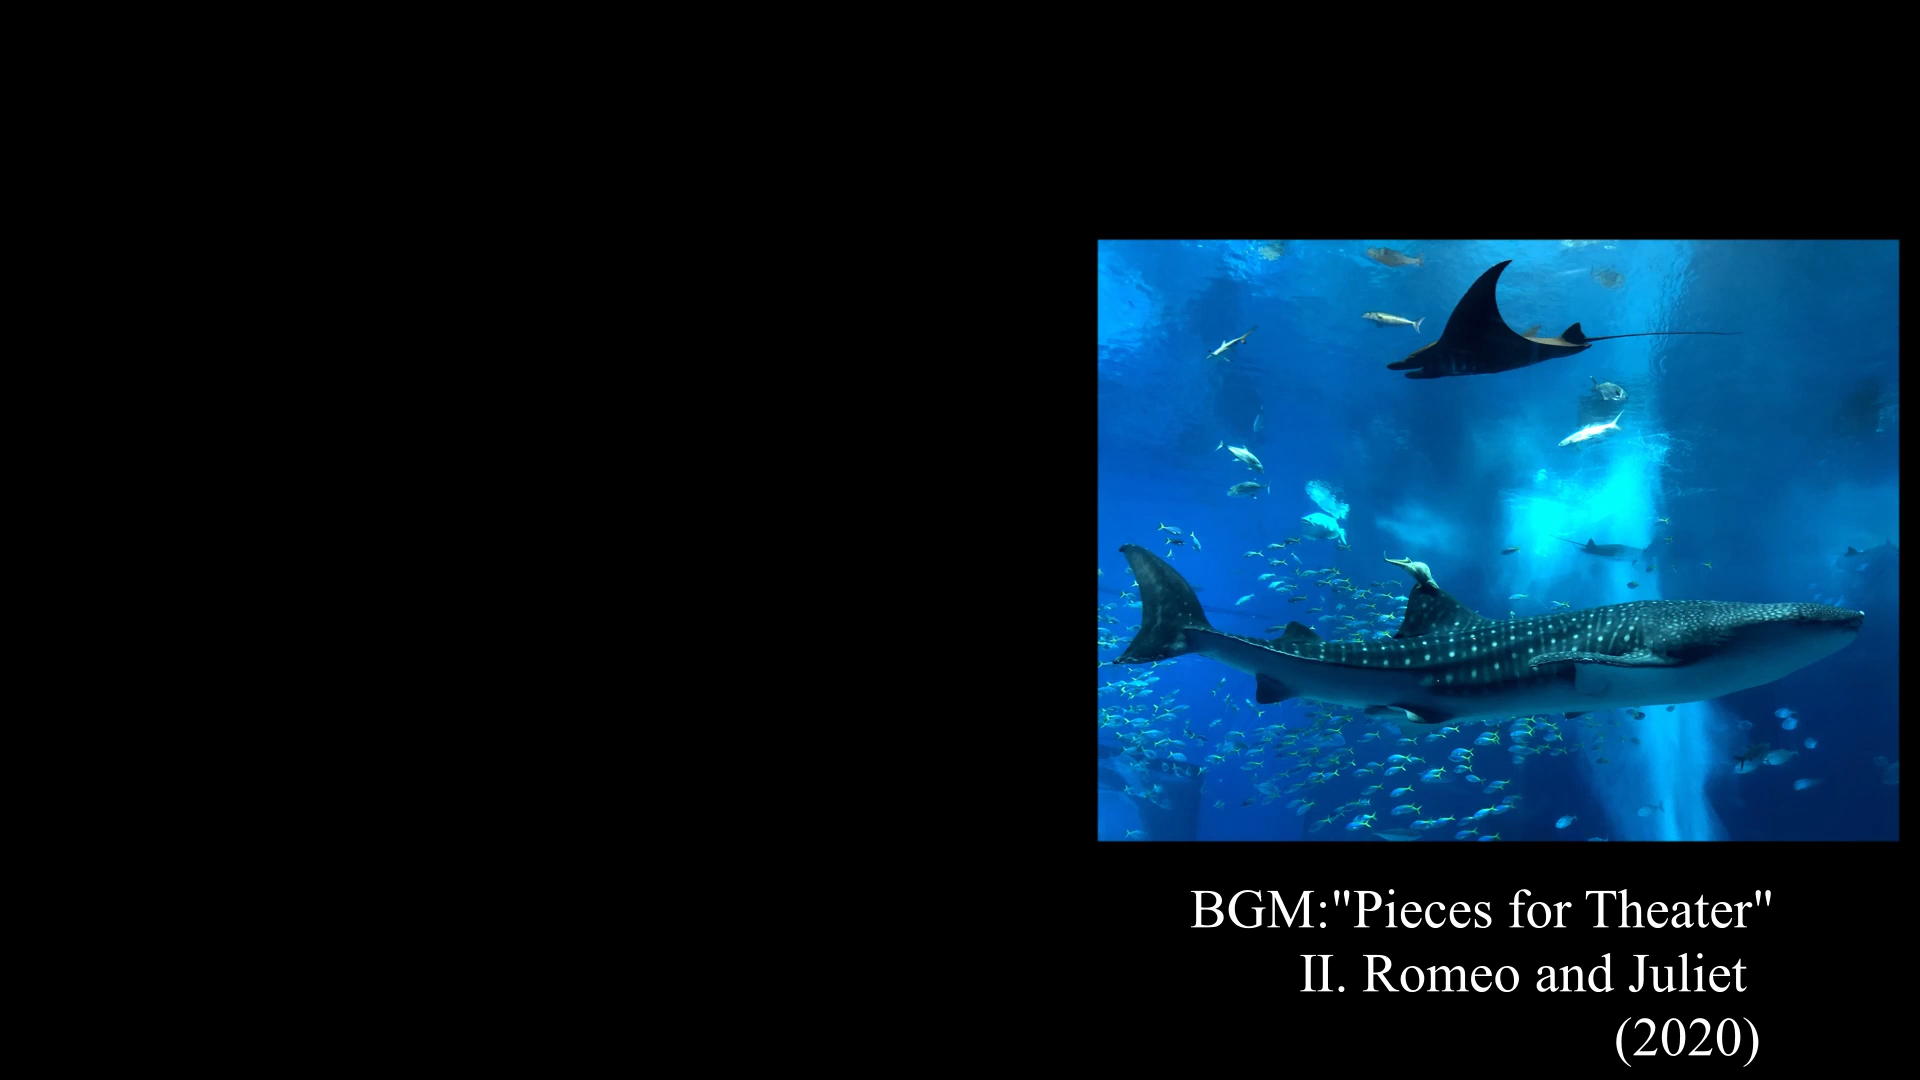 BGM:"Pieces for Theater"
II. Romeo and Juliet
(2020)